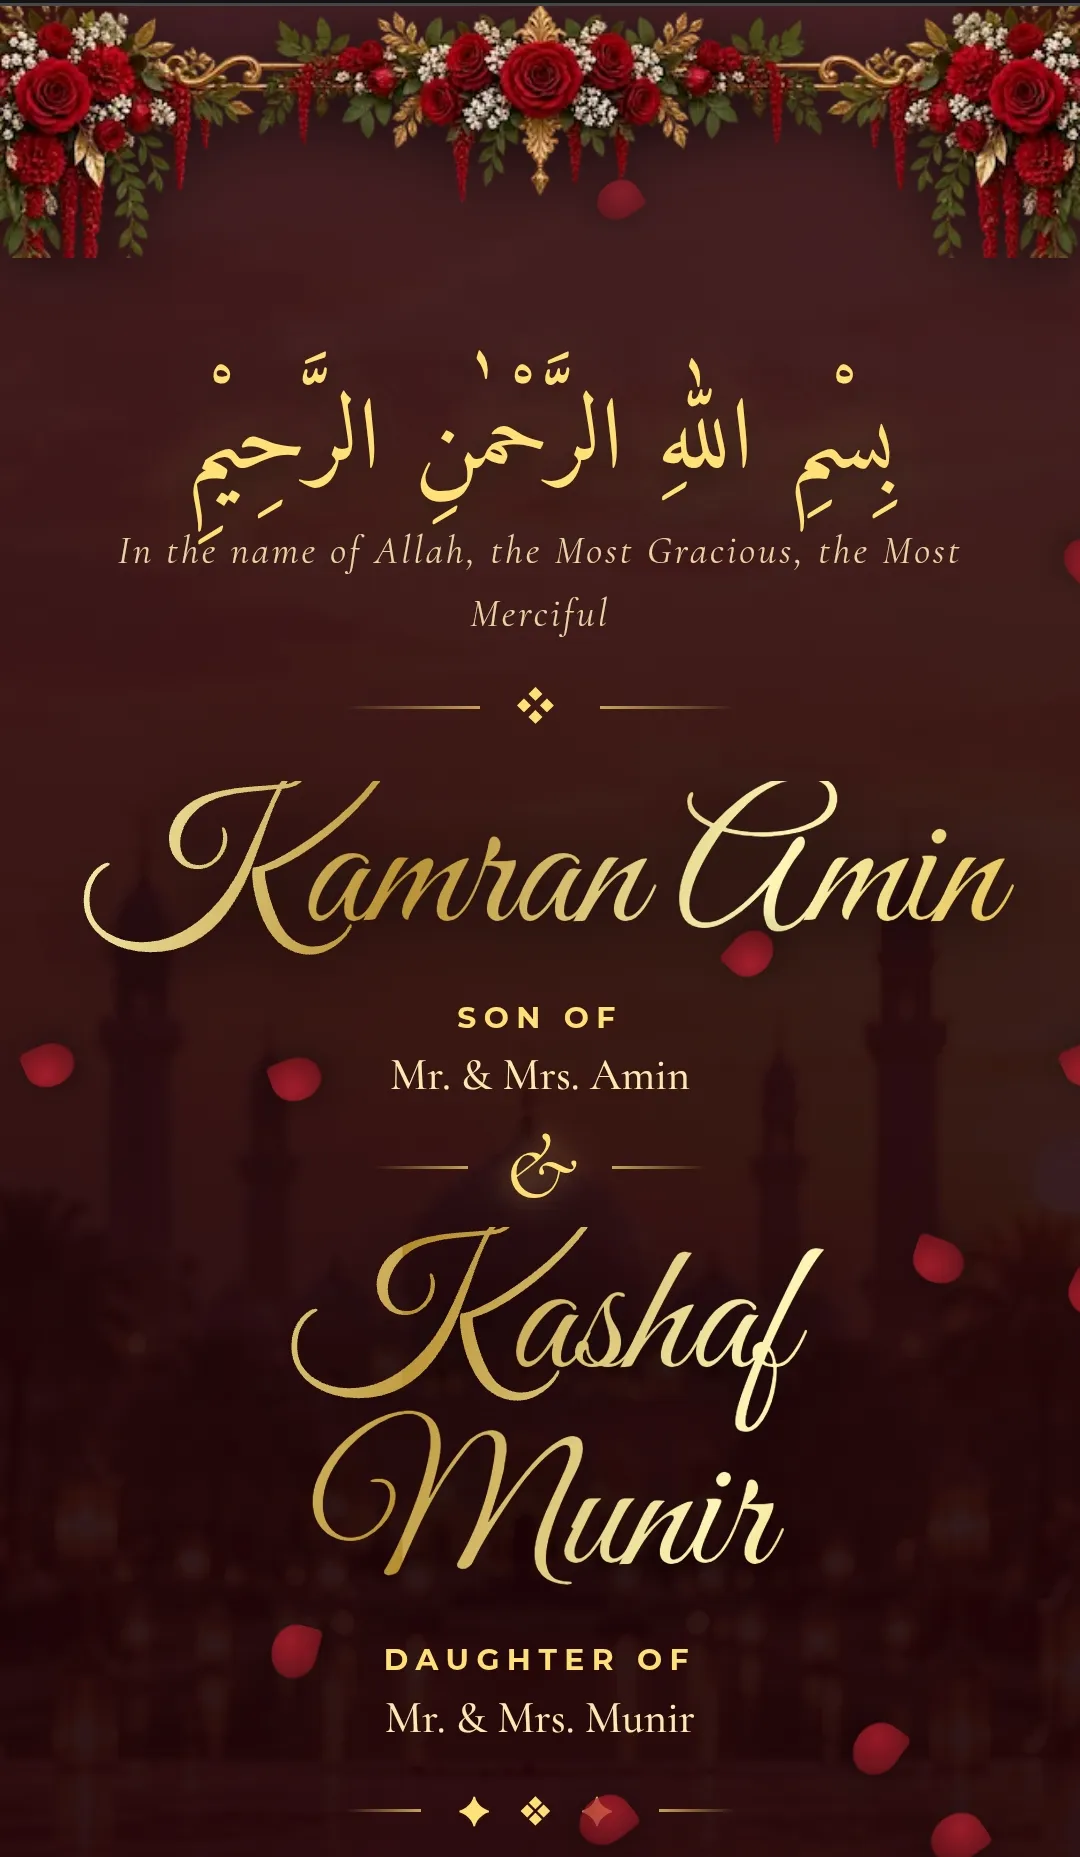 بِسْمِ اللّٰهِ الرَّحْمٰنِ الرَّحِيْمِ
In the name of Allah, the Most Gracious, the Most
Merciful
Kamran Amin
SON OF
Mr. & Mrs. Amin
&
Kashaf
Munir
DAUGHTER OF
Mr. & Mrs. Munir